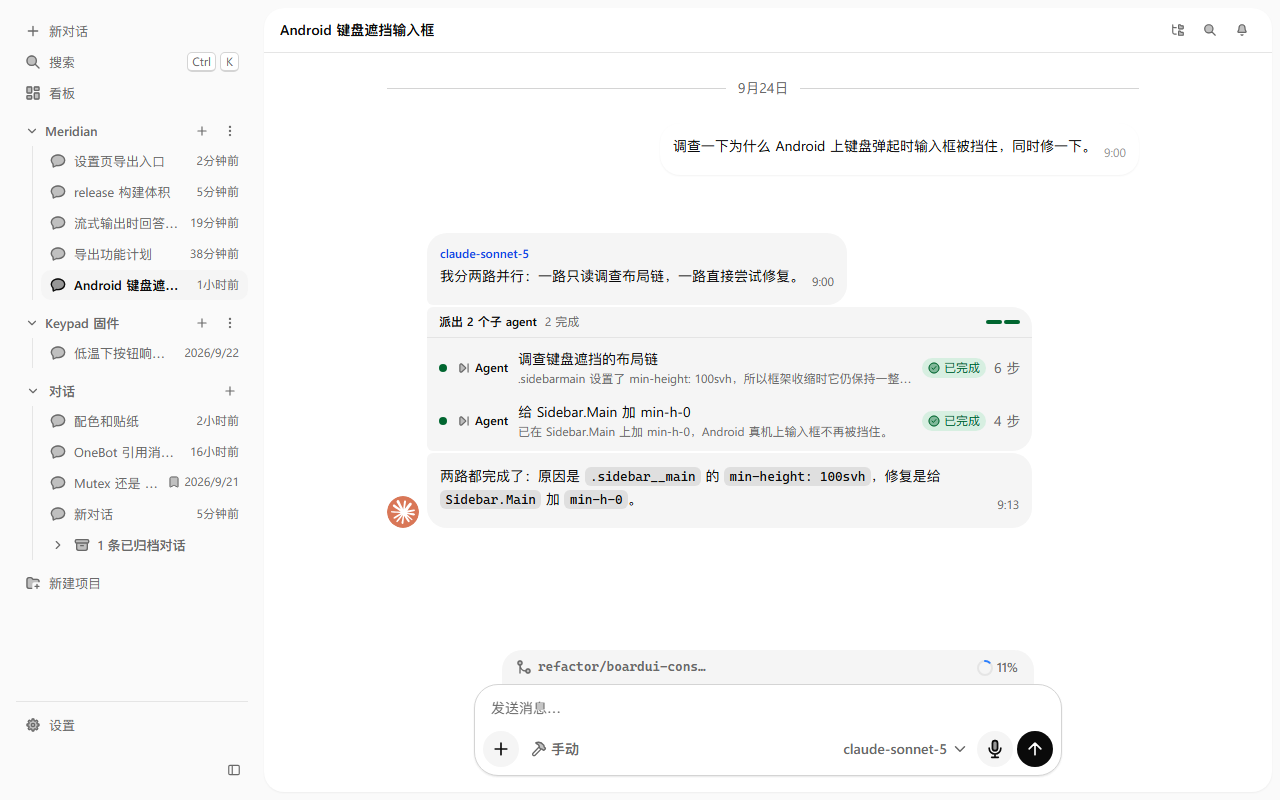 新对话
搜索 Ctrl K
看板
Meridian
设置页导出入口 2分钟前
release 构建体积 5分钟前
流式输出时回答… 19分钟前
导出功能计划 38分钟前
Android 键盘遮… 1小时前
Keypad 固件
低温下按钮响… 2026/9/22
对话
配色和贴纸 2小时前
OneBot 引用消… 16小时前
Mutex 还是 … 2026/9/21
新对话 5分钟前
1 条已归档对话
新建项目
设置
Android 键盘遮挡输入框
9月24日
调查一下为什么 Android 上键盘弹起时输入框被挡住，同时修一下。 9:00
claude-sonnet-5
我分两路并行：一路只读调查布局链，一路直接尝试修复。 9:00
派出 2 个子 agent 2 完成
Agent 调查键盘遮挡的布局链 已完成 6 步
.sidebarmain 设置了 min-height: 100svh，所以框架收缩时它仍保持一整…
Agent 给 Sidebar.Main 加 min-h-0 已完成 4 步
已在 Sidebar.Main 上加 min-h-0，Android 真机上输入框不再被挡住。
两路都完成了：原因是 .sidebar__main 的 min-height: 100svh，修复是给
Sidebar.Main 加 min-h-0。 9:13
refactor/boardui-cons… 11%
发送消息…
手动 claude-sonnet-5